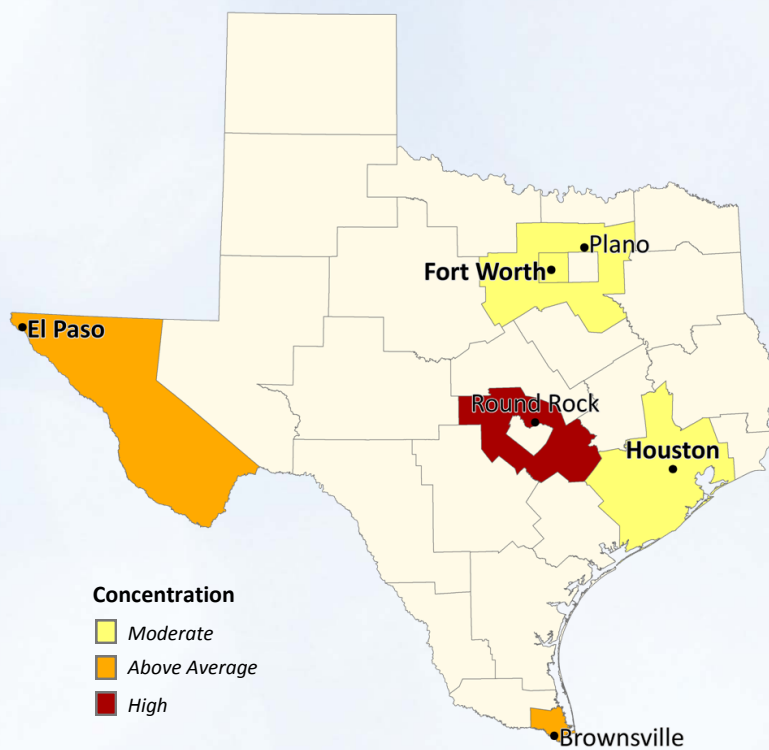 Plano
Fort Worth
El Paso
Round Rock
Houston
Concentration
Moderate
Above Average
High
Brownsville